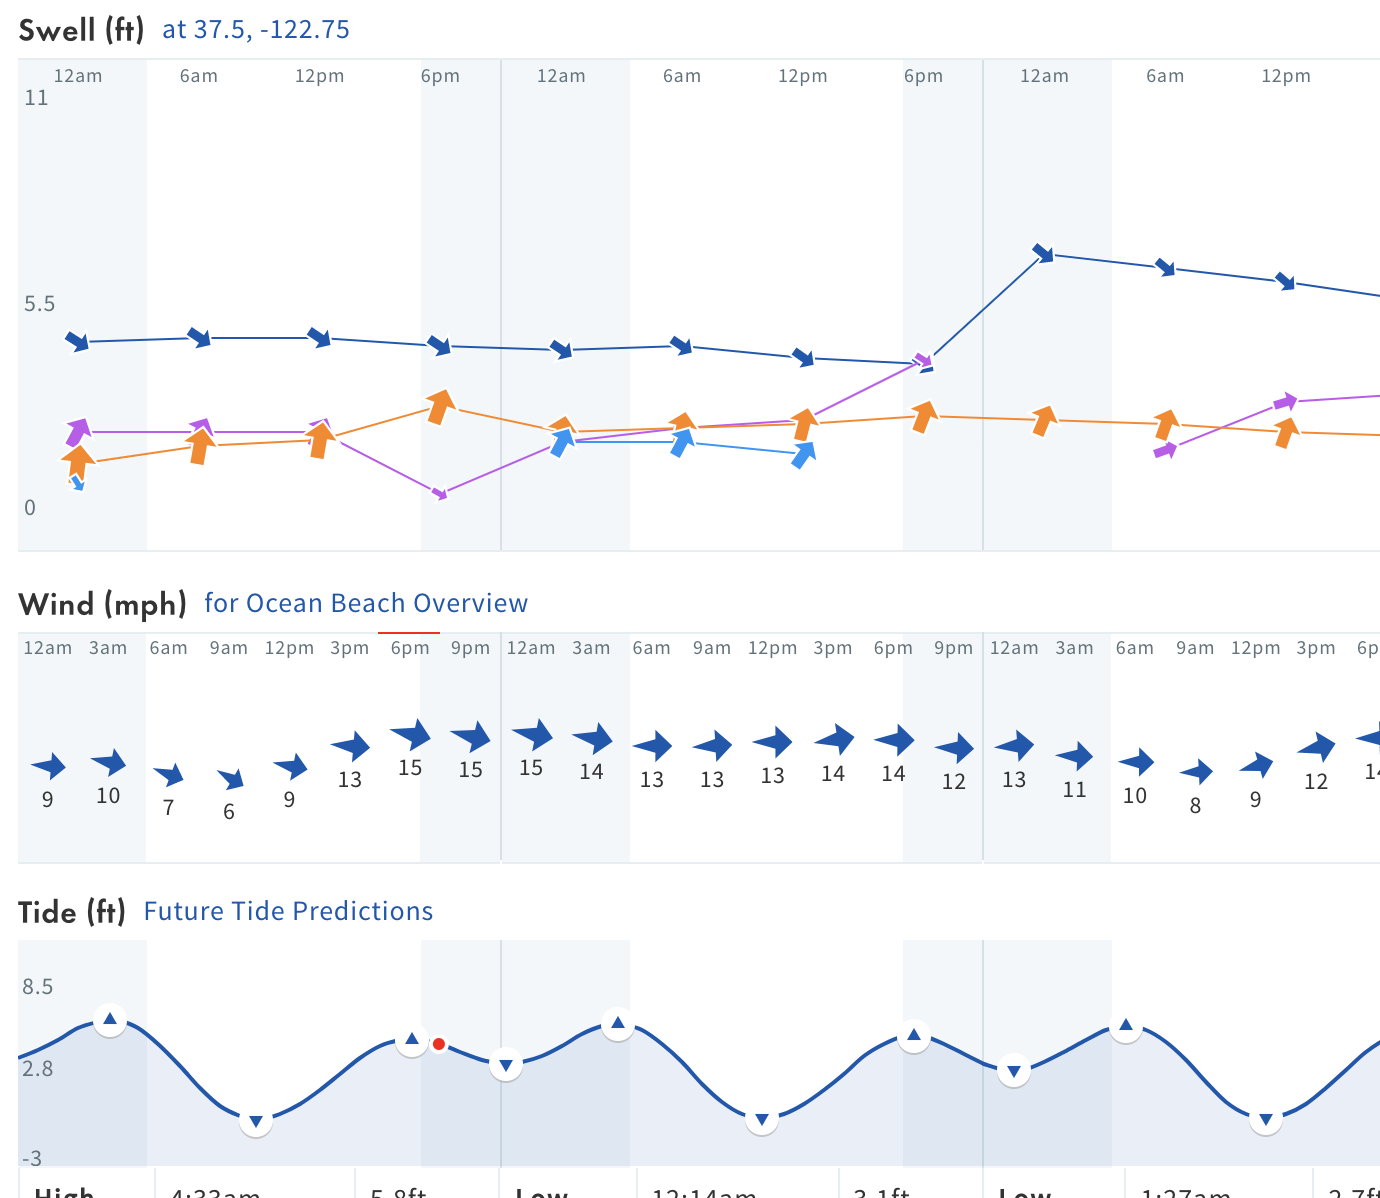 Swell (ft) at 37.5, -122.75
12am 6am 12pm 6pm 12am 6am 12pm 6pm 12am 6am 12pm
11
5.5
0
Wind (mph) for Ocean Beach Overview
12am 3am 6am 9am 12pm 3pm 6pm 9pm 12am 3am 6am 9am 12pm 3pm 6pm 9pm 12am 3am 6am 9am 12pm 3pm 6p
9 10 7 6 9 13 15 15 15 14 13 13 13 14 14 12 13 11 10 8 9 12 14
Tide (ft) Future Tide Predictions
8.5
2.8
-3
High 4:33am 5.8ft Low 12:14am 3.1ft Low 1:27am 2.7ft